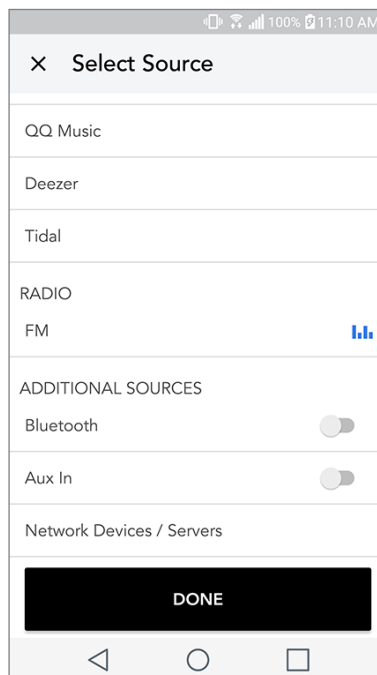 100% 11:10 AM
Select Source
QQ Music
Deezer
Tidal
RADIO
FM
ADDITIONAL SOURCES
Bluetooth
Aux In
Network Devices / Servers
DONE